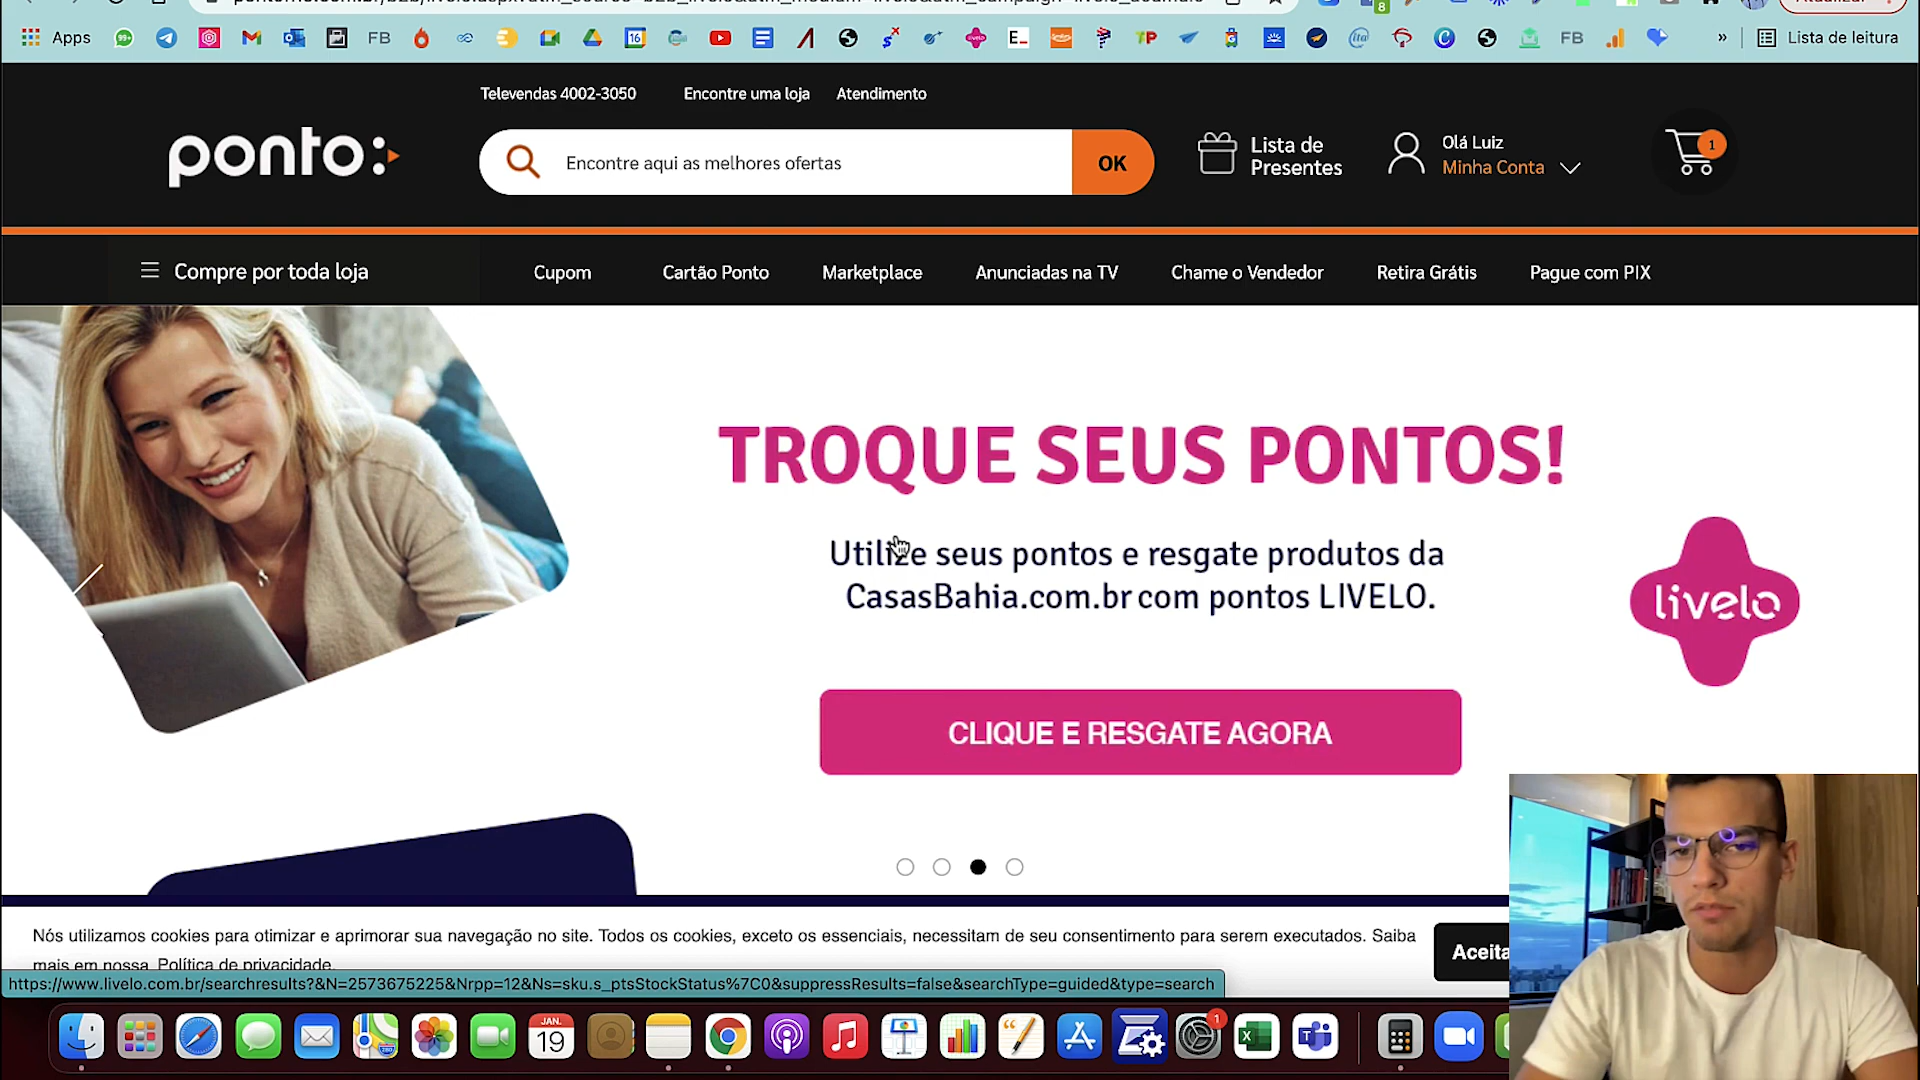 Apps
FB
FB
Lista de leitura
Televendas 4002-3050
Encontre uma loja
Atendimento
ponto:
Encontre aqui as melhores ofertas
OK
Lista de
Presentes
Olá Luiz
Minha Conta
1
Compre por toda loja
Cupom
Cartão Ponto
Marketplace
Anunciadas na TV
Chame o Vendedor
Retira Grátis
Pague com PIX
TROQUE SEUS PONTOS!
Utilize seus pontos e resgate produtos da
CasasBahia.com.br com pontos LIVELO.
livelo
CLIQUE E RESGATE AGORA
Nós utilizamos cookies para otimizar e aprimorar sua navegação no site. Todos os cookies, exceto os essenciais, necessitam de seu consentimento para serem executados. Saiba
mais em nossa Política de privacidade.
Aceita
https://www.livelo.com.br/searchresults?&N=2573675225&Nrpp=12&Ns=sku.s_ptsStockStatus%7C0&suppressResults=false&searchType=guided&type=search
JAN.
19
1